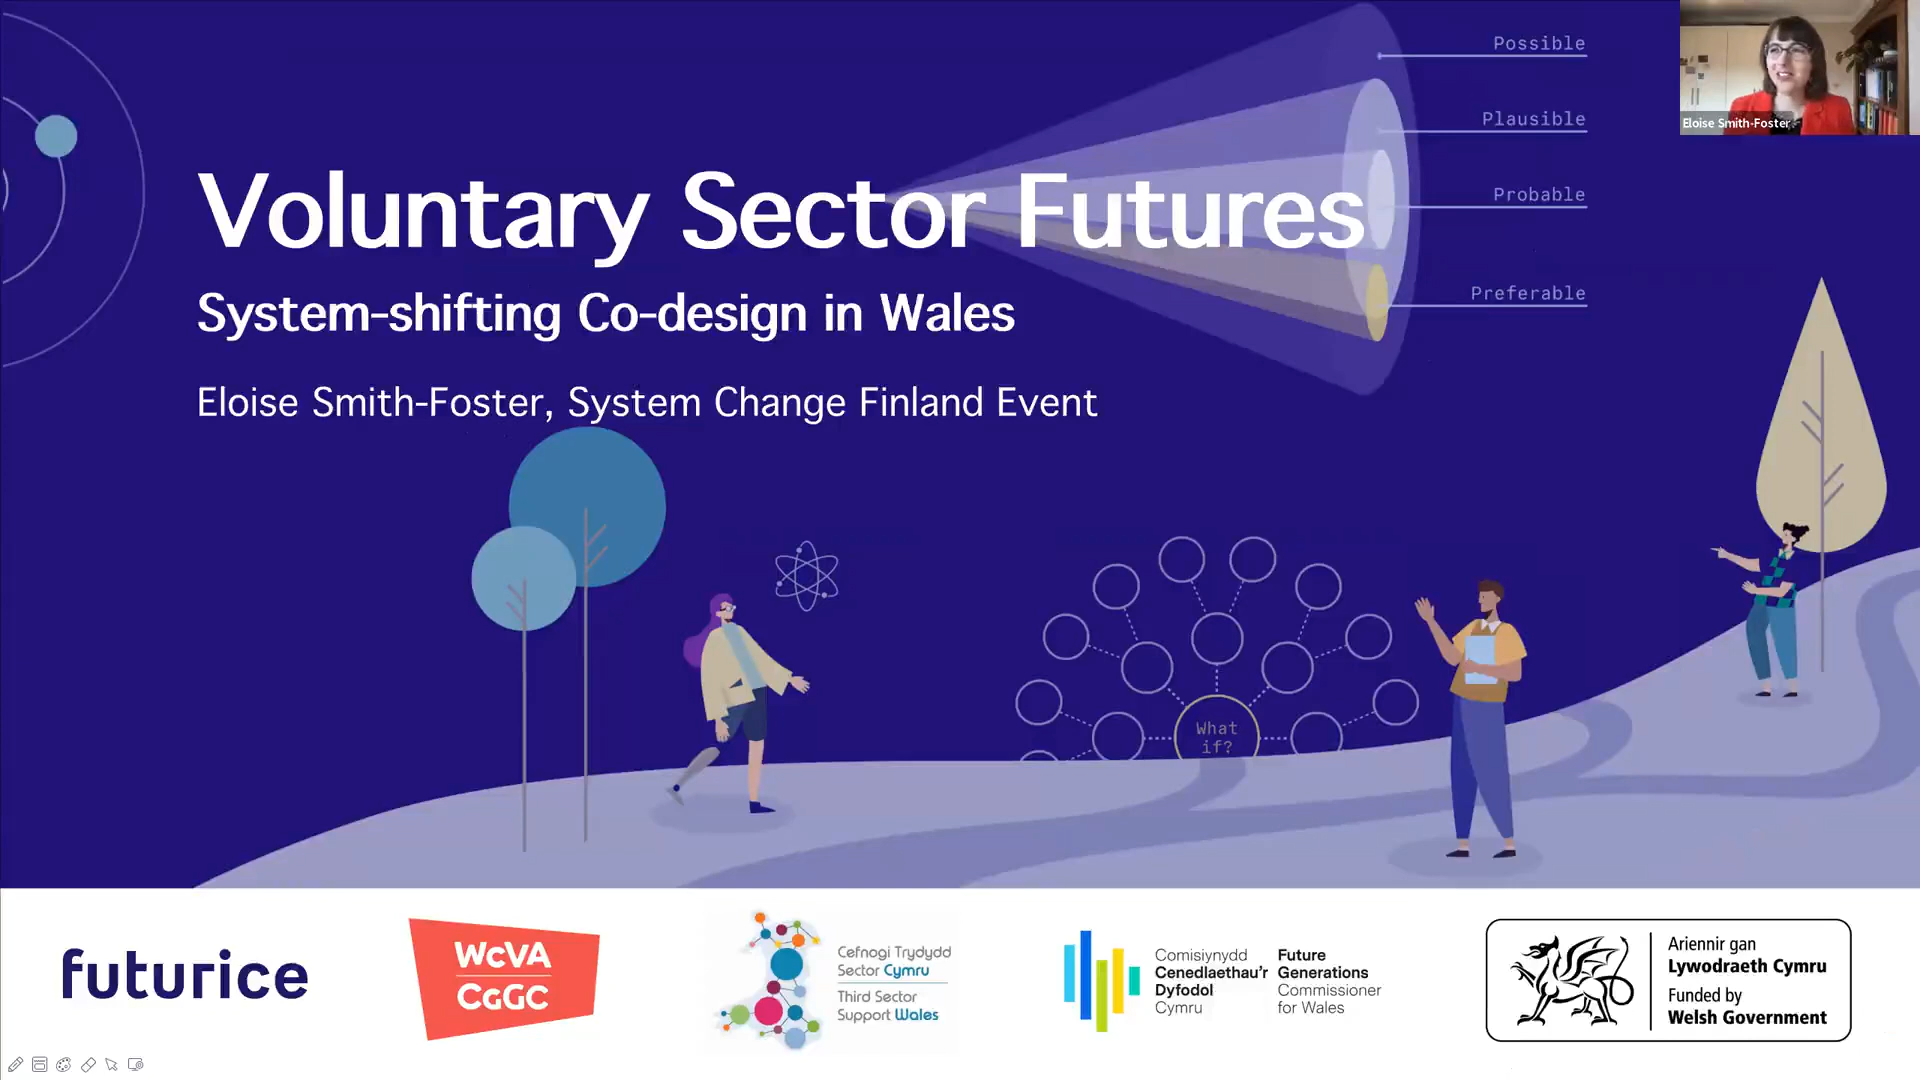 Possible
Plausible
Probable
Preferable
Eloise Smith-Foster
Voluntary Sector Futures
System-shifting Co-design in Wales
Eloise Smith-Foster, System Change Finland Event
What
if?
futurice
WCVA
CGGC
Cefnogi Trydydd
Sector Cymru
Third Sector
Support Wales
Comisiynydd
Cenedlaethau'r
Dyfodol
Cymru
Future
Generations
Commissioner
for Wales
Ariennir gan
Lywodraeth Cymru
Funded by
Welsh Government